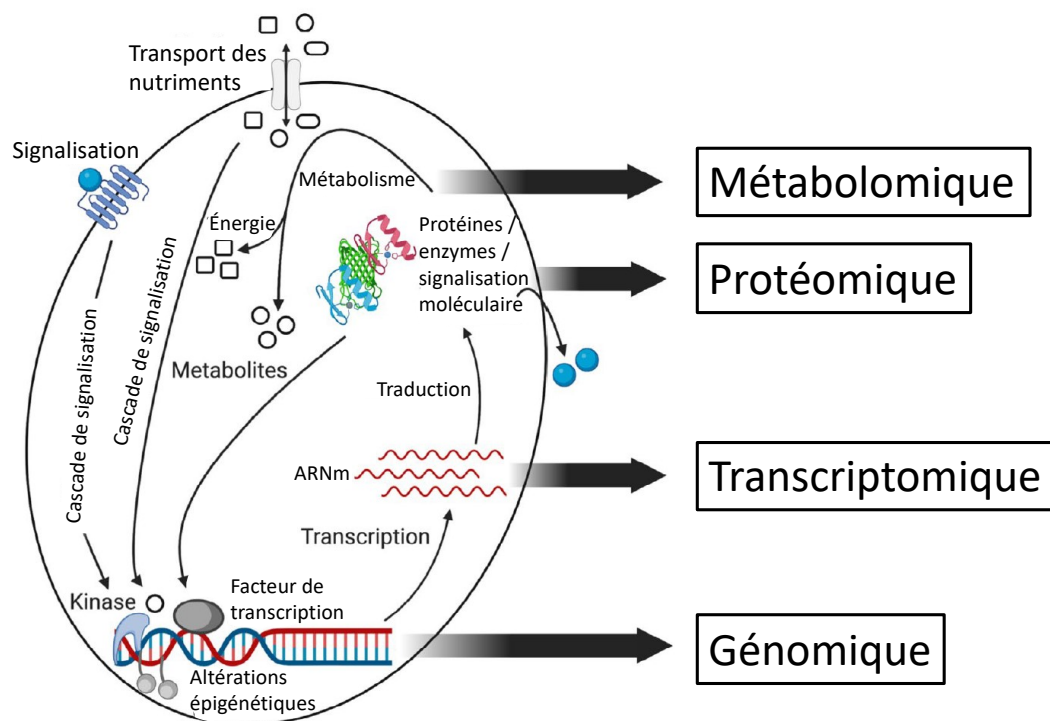 Transport des
nutriments
Signalisation
Métabolisme
Métabolomique
Énergie
Protéines /
enzymes /
signalisation
moléculaire
Protéomique
Cascade de signalisation
Cascade de signalisation
Metabolites
Traduction
ARNm
Transcriptomique
Transcription
Kinase
Facteur de
transcription
Génomique
Altérations
épigénétiques